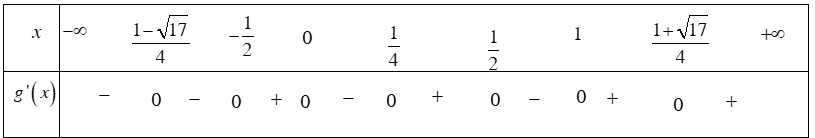 x −∞ (1−√17)/4 −1/2 0 1/4 1/2 1 (1+√17)/4 +∞
g'(x) − 0 − 0 + 0 − 0 + 0 − 0 + 0 +